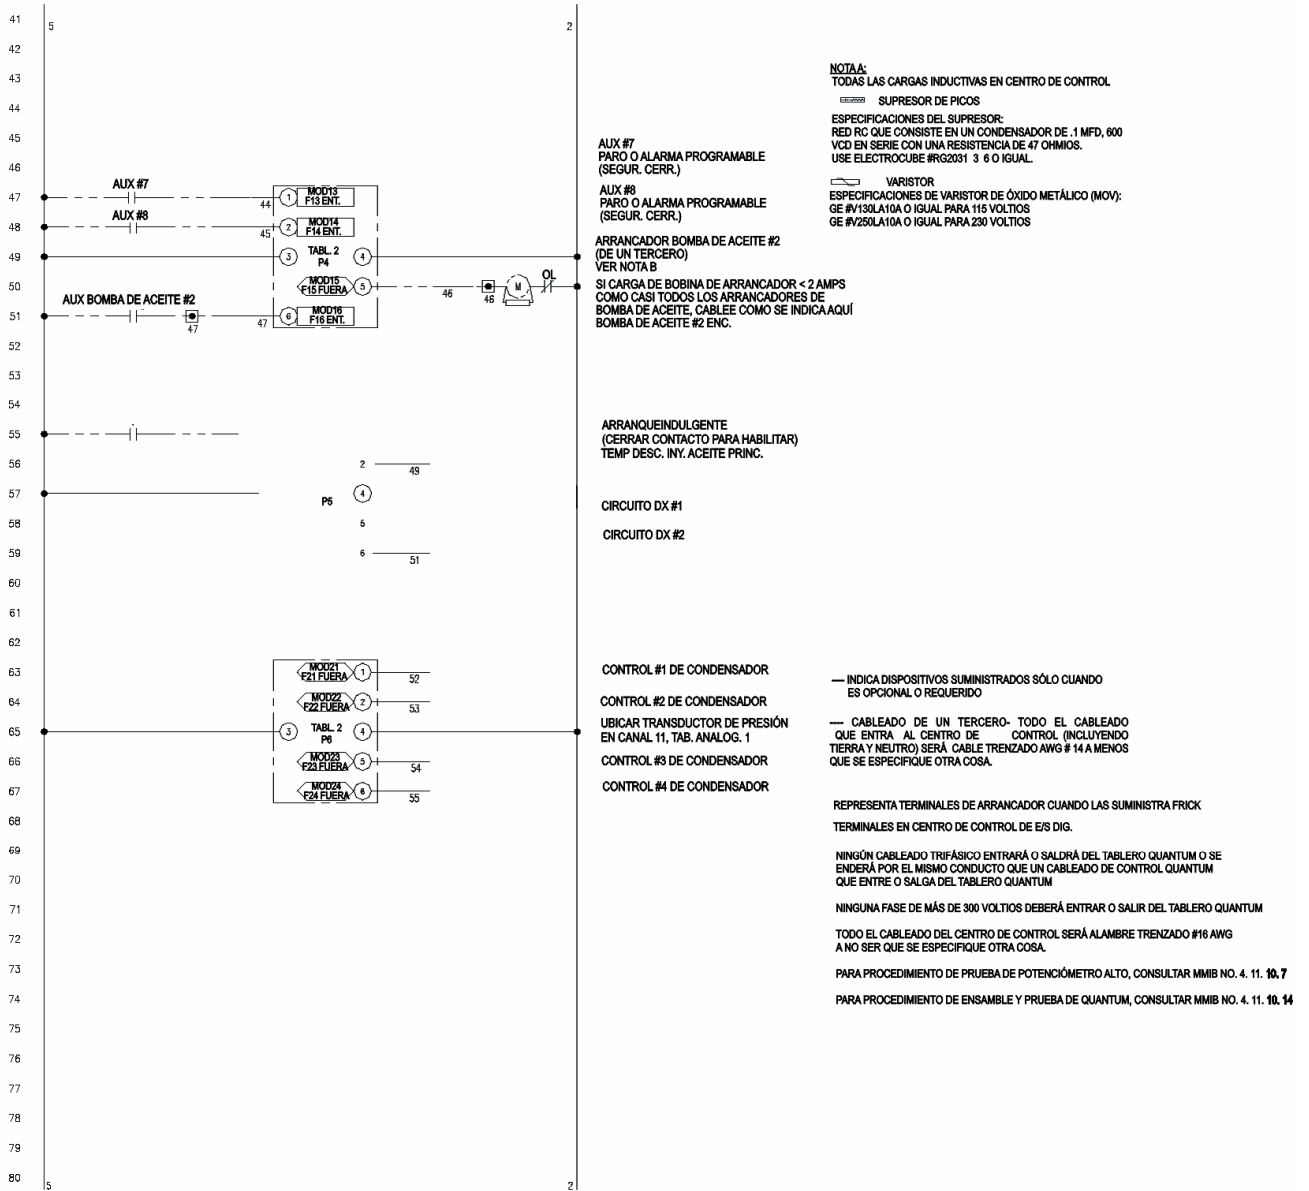 41
5
2
42
43
44
45
46
47
AUX #7
44
1
MOD13
F13 ENT.
48
AUX #8
45
2
MOD14
F14 ENT.
49
3
TABL. 2
P4
4
50
MOD15
F15 FUERA
5
46
46
M
OL
51
AUX BOMBA DE ACEITE #2
47
47
6
MOD16
F16 ENT.
52
53
54
55
56
2
49
57
P5
4
58
5
59
6
51
60
61
62
63
MOD21
F21 FUERA
1
52
64
MOD22
F22 FUERA
2
53
65
3
TABL. 2
P6
4
66
MOD23
F23 FUERA
5
54
67
MOD24
F24 FUERA
6
55
68
69
70
71
72
73
74
75
76
77
78
79
80
5
2
AUX #7
PARO O ALARMA PROGRAMABLE
(SEGUR. CERR.)
AUX #8
PARO O ALARMA PROGRAMABLE
(SEGUR. CERR.)
ARRANCADOR BOMBA DE ACEITE #2
(DE UN TERCERO)
VER NOTA B
SI CARGA DE BOBINA DE ARRANCADOR < 2 AMPS
COMO CASI TODOS LOS ARRANCADORES DE
BOMBA DE ACEITE, CABLEE COMO SE INDICA AQUÍ
BOMBA DE ACEITE #2 ENC.
ARRANQUEINDULGENTE
(CERRAR CONTACTO PARA HABILITAR)
TEMP DESC. INY. ACEITE PRINC.
CIRCUITO DX #1
CIRCUITO DX #2
CONTROL #1 DE CONDENSADOR
CONTROL #2 DE CONDENSADOR
UBICAR TRANSDUCTOR DE PRESIÓN
EN CANAL 11, TAB. ANALOG. 1
CONTROL #3 DE CONDENSADOR
CONTROL #4 DE CONDENSADOR
NOTA A:
TODAS LAS CARGAS INDUCTIVAS EN CENTRO DE CONTROL
SUPRESOR DE PICOS
ESPECIFICACIONES DEL SUPRESOR:
RED RC QUE CONSISTE EN UN CONDENSADOR DE .1 MFD, 600
VCD EN SERIE CON UNA RESISTENCIA DE 47 OHMIOS.
USE ELECTROCUBE #RG2031 3 6 O IGUAL.
VARISTOR
ESPECIFICACIONES DE VARISTOR DE ÓXIDO METÁLICO (MOV):
GE #V130LA10A O IGUAL PARA 115 VOLTIOS
GE #V250LA10A O IGUAL PARA 230 VOLTIOS
— INDICA DISPOSITIVOS SUMINISTRADOS SÓLO CUANDO
ES OPCIONAL O REQUERIDO
---- CABLEADO DE UN TERCERO- TODO EL CABLEADO
QUE ENTRA AL CENTRO DE CONTROL (INCLUYENDO
TIERRA Y NEUTRO) SERÁ CABLE TRENZADO AWG # 14 A MENOS
QUE SE ESPECIFIQUE OTRA COSA.
REPRESENTA TERMINALES DE ARRANCADOR CUANDO LAS SUMINISTRA FRICK
TERMINALES EN CENTRO DE CONTROL DE E/S DIG.
NINGÚN CABLEADO TRIFÁSICO ENTRARÁ O SALDRÁ DEL TABLERO QUANTUM O SE
ENDERÁ POR EL MISMO CONDUCTO QUE UN CABLEADO DE CONTROL QUANTUM
QUE ENTRE O SALGA DEL TABLERO QUANTUM
NINGUNA FASE DE MÁS DE 300 VOLTIOS DEBERÁ ENTRAR O SALIR DEL TABLERO QUANTUM
TODO EL CABLEADO DEL CENTRO DE CONTROL SERÁ ALAMBRE TRENZADO #16 AWG
A NO SER QUE SE ESPECIFIQUE OTRA COSA.
PARA PROCEDIMIENTO DE PRUEBA DE POTENCIÓMETRO ALTO, CONSULTAR MMIB NO. 4. 11. 10. 7
PARA PROCEDIMIENTO DE ENSAMBLE Y PRUEBA DE QUANTUM, CONSULTAR MMIB NO. 4. 11. 10. 14